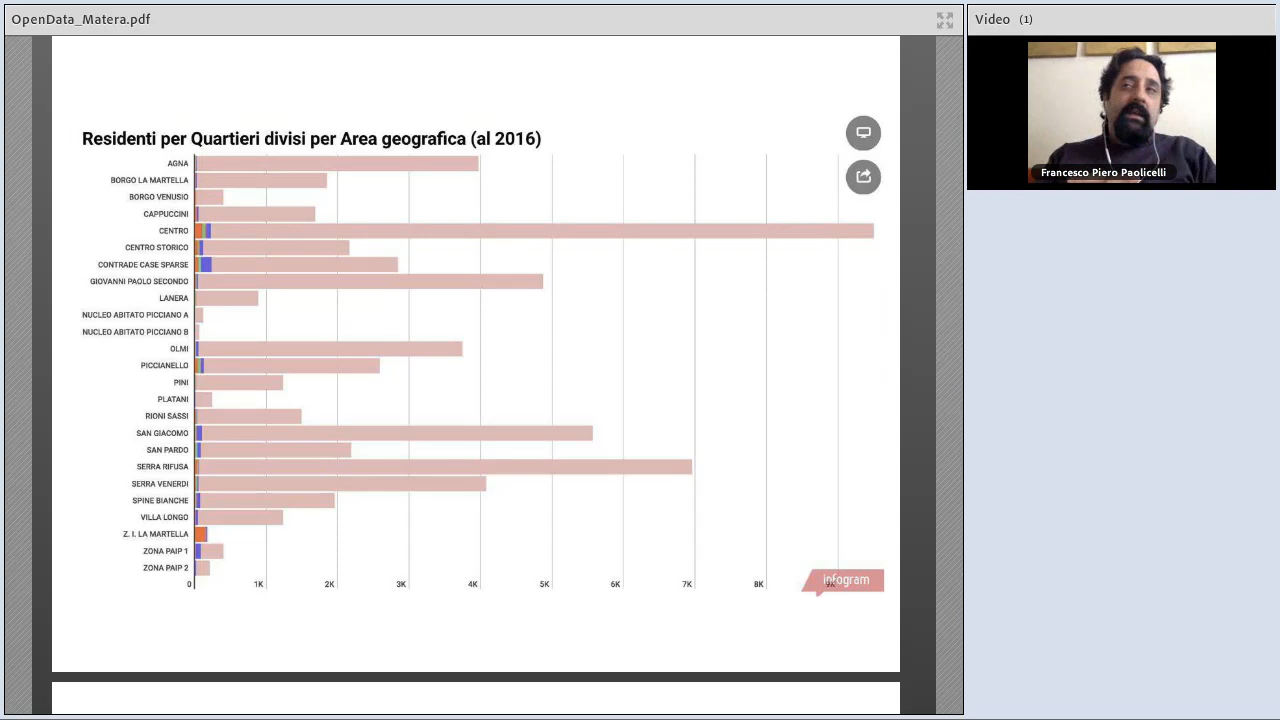 OpenData_Matera.pdf
Video (1)
Francesco Piero Paolicelli
Residenti per Quartieri divisi per Area geografica (al 2016)
AGNA
BORGO LA MARTELLA
BORGO VENUSIO
CAPPUCCINI
CENTRO
CENTRO STORICO
CONTRADE CASE SPARSE
GIOVANNI PAOLO SECONDO
LANERA
NUCLEO ABITATO PICCIANO A
NUCLEO ABITATO PICCIANO B
OLMI
PICCIANELLO
PINI
PLATANI
RIONI SASSI
SAN GIACOMO
SAN PARDO
SERRA RIFUSA
SERRA VENERDI
SPINE BIANCHE
VILLA LONGO
Z. I. LA MARTELLA
ZONA PAIP 1
ZONA PAIP 2
0 1K 2K 3K 4K 5K 6K 7K 8K 9K
infogram